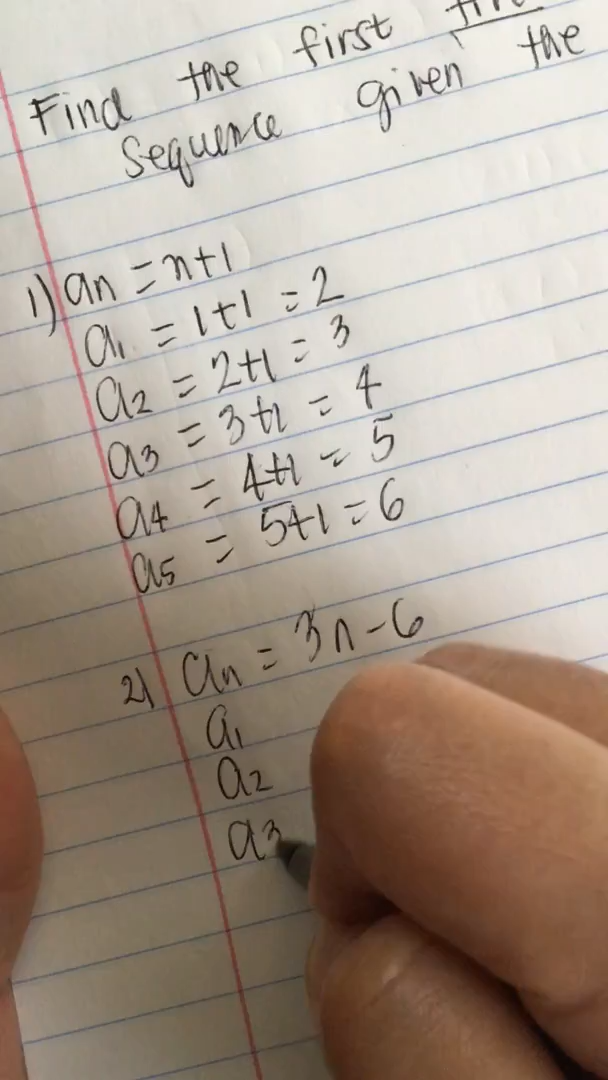 Find the first
sequence given the
1) an = n+1
a1 = 1+1 = 2
a2 = 2+1 = 3
a3 = 3+1 = 4
a4 = 4+1 = 5
a5 = 5+1 = 6
2) an = 3n-6
a1
a2
a3